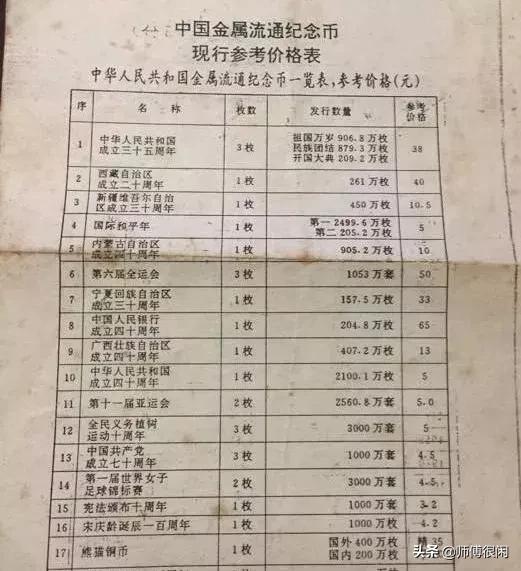 中国金属流通纪念币
现行参考价格表
中华人民共和国金属流通纪念币一览表,参考价格(元)
序 名称 枚数 发行数量 参考价格
1 中华人民共和国成立三十五周年 3枚 祖国万岁 906.8万枚 民族团结 879.3万枚 开国大典 209.2万枚 38
2 西藏自治区成立二十周年 1枚 261万枚 40
3 新疆维吾尔自治区成立三十周年 1枚 450万枚 10.5
4 国际和平年 1枚 第一 2499.6万枚 第二 205.2万枚 5
5 内蒙古自治区成立四十周年 1枚 905.2万枚 10
6 第六届全运会 3枚 1053万套 50
7 宁夏回族自治区成立三十周年 1枚 157.5万枚 33
8 中国人民银行成立四十周年 1枚 204.8万枚 65
9 广西壮族自治区成立四十周年 1枚 407.2万枚 13
10 中华人民共和国成立四十周年 1枚 2100.1万枚 5
11 第十一届亚运会 2枚 2560.8万套 5.0
12 全民义务植树运动十周年 3枚 3000万套 5
13 中国共产党成立七十周年 3枚 1000万套 4.5
14 第一届世界女子足球锦标赛 2枚 3000万套 4.5
15 宪法颁布十周年 1枚 1000万套 3.2
16 宋庆龄诞辰一百周年 1枚 1000万枚 4.2
17 熊猫铜币 1枚 国外 400万枚 国内 200万枚 精 35
头条 @师傅很闲